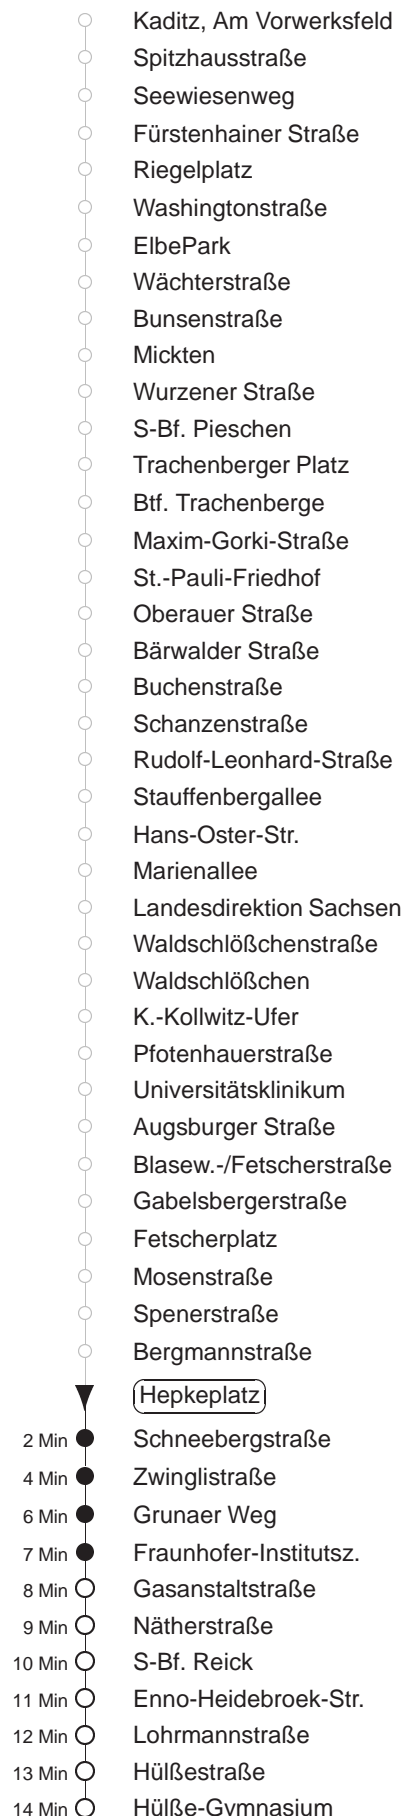 Kaditz, Am Vorwerksfeld
Spitzhausstraße
Seewiesenweg
Fürstenhainer Straße
Riegelplatz
Washingtonstraße
ElbePark
Wächterstraße
Bunsenstraße
Mickten
Wurzener Straße
S-Bf. Pieschen
Trachenberger Platz
Btf. Trachenberge
Maxim-Gorki-Straße
St.-Pauli-Friedhof
Oberauer Straße
Bärwalder Straße
Buchenstraße
Schanzenstraße
Rudolf-Leonhard-Straße
Stauffenbergallee
Hans-Oster-Str.
Marienallee
Landesdirektion Sachsen
Waldschlößchenstraße
Waldschlößchen
K.-Kollwitz-Ufer
Pfotenhauerstraße
Universitätsklinikum
Augsburger Straße
Blasew.-/Fetscherstraße
Gabelsbergerstraße
Fetscherplatz
Mosenstraße
Spenerstraße
Bergmannstraße
Hepkeplatz
2 Min Schneebergstraße
4 Min Zwinglistraße
6 Min Grunaer Weg
7 Min Fraunhofer-Institutsz.
8 Min Gasanstaltstraße
9 Min Nätherstraße
10 Min S-Bf. Reick
11 Min Enno-Heidebroek-Str.
12 Min Lohrmannstraße
13 Min Hülßestraße
14 Min Hülße-Gymnasium